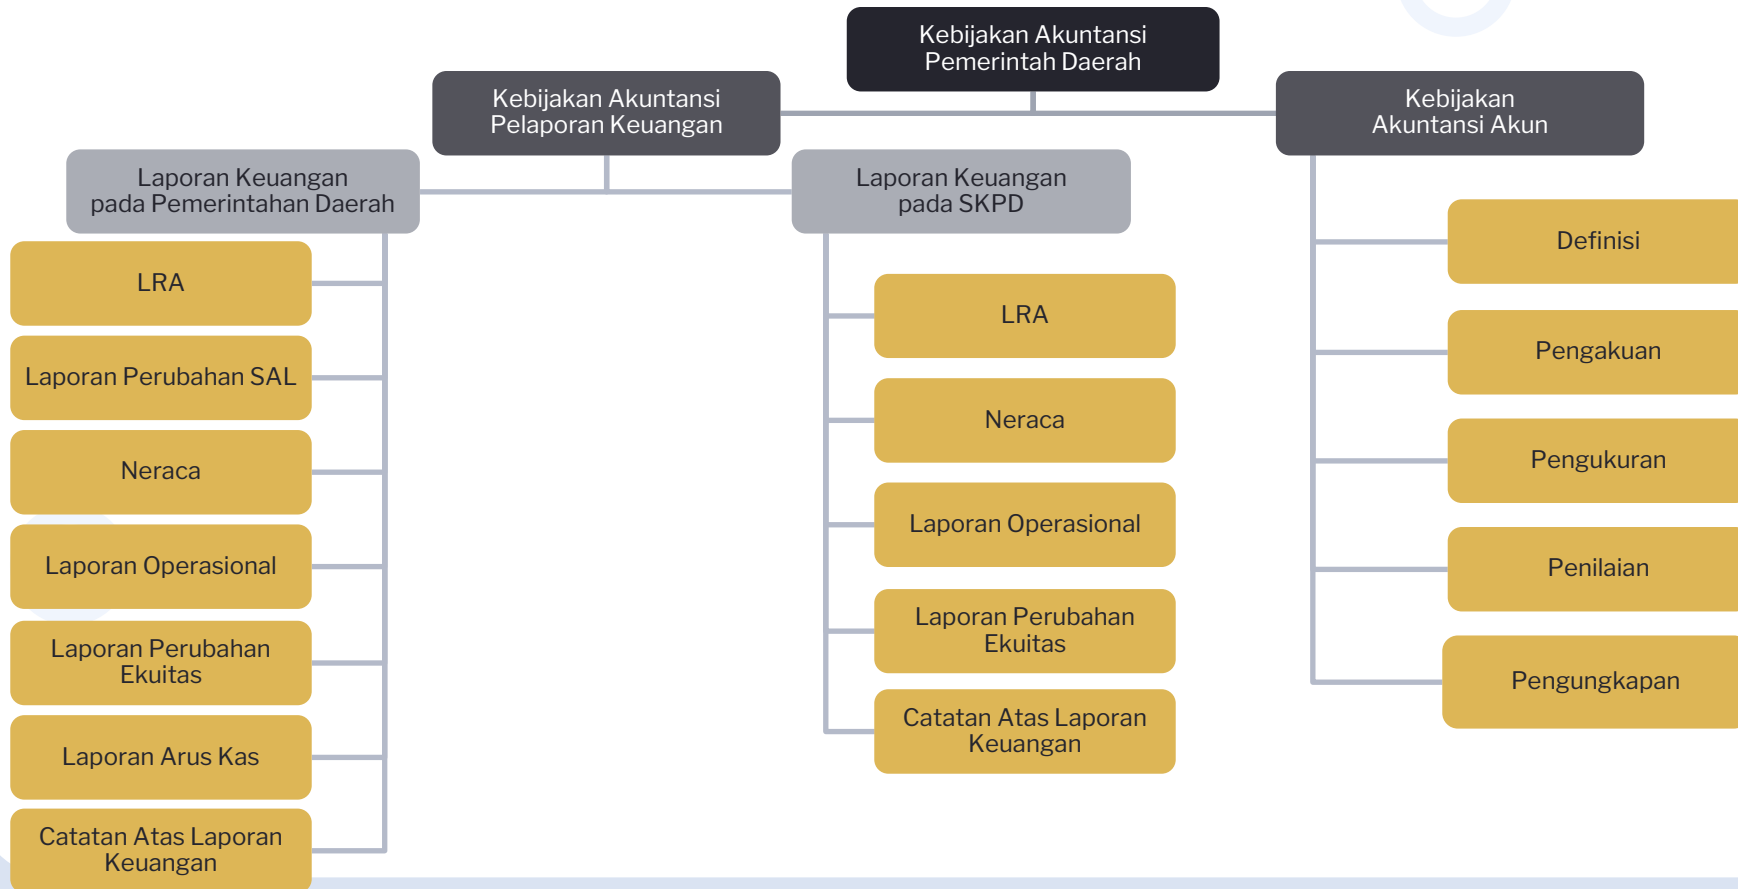 Kebijakan Akuntansi
Pemerintah Daerah
Kebijakan Akuntansi
Pelaporan Keuangan
Kebijakan
Akuntansi Akun
Laporan Keuangan
pada Pemerintahan Daerah
Laporan Keuangan
pada SKPD
LRA
Laporan Perubahan SAL
Neraca
Laporan Operasional
Laporan Perubahan
Ekuitas
Laporan Arus Kas
Catatan Atas Laporan
Keuangan
LRA
Neraca
Laporan Operasional
Laporan Perubahan
Ekuitas
Catatan Atas Laporan
Keuangan
Definisi
Pengakuan
Pengukuran
Penilaian
Pengungkapan